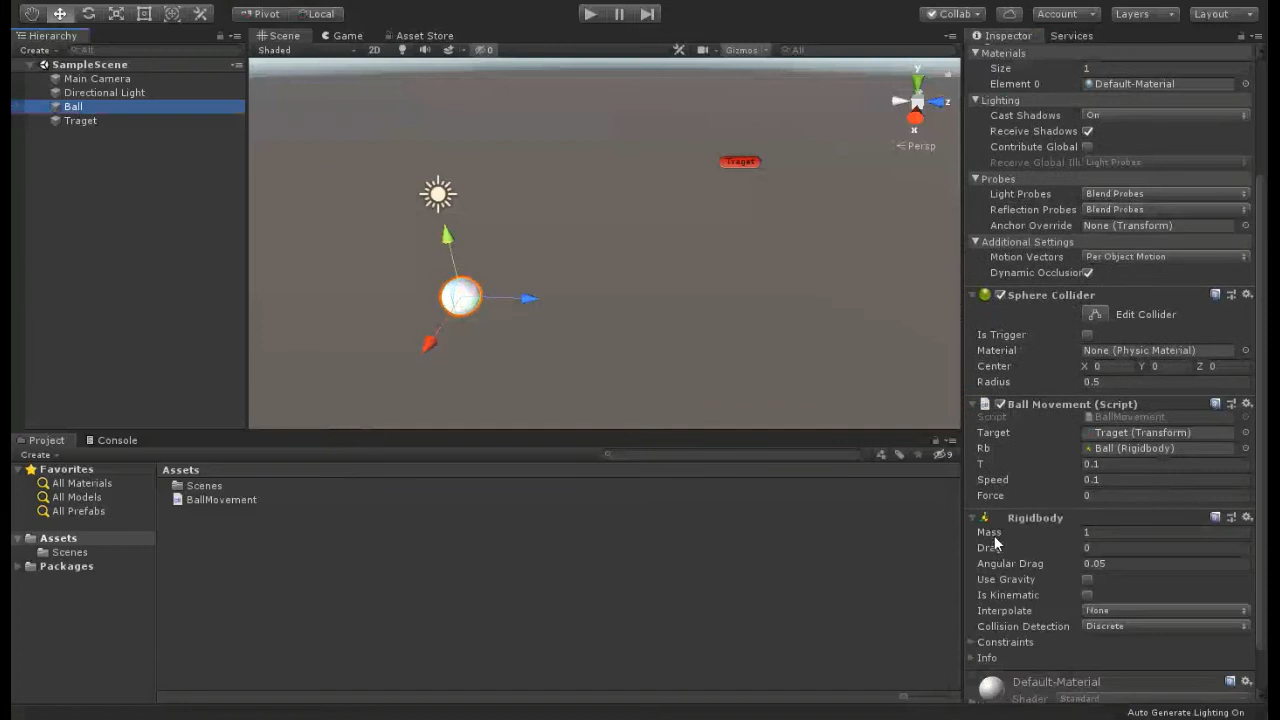 Pivot Local Collab Account Layers Layout
Hierarchy
Create All
SampleScene
Main Camera
Directional Light
Ball
Traget
Scene Game Asset Store
Shaded 2D 0 Gizmos All
y
z
x
Persp
Traget
Project Console
Create
9
Favorites
All Materials
All Models
All Prefabs
Assets
Scenes
Packages
Assets
Scenes
BallMovement
Inspector Services
Materials
Size 1
Element 0 Default-Material
Lighting
Cast Shadows On
Receive Shadows
Contribute Global
Receive Global Ill Light Probes
Probes
Light Probes Blend Probes
Reflection Probes Blend Probes
Anchor Override None (Transform)
Additional Settings
Motion Vectors Per Object Motion
Dynamic Occlusion
Sphere Collider
Edit Collider
Is Trigger
Material None (Physic Material)
Center X 0 Y 0 Z 0
Radius 0.5
Ball Movement (Script)
Script BallMovement
Target Traget (Transform)
Rb Ball (Rigidbody)
T 0.1
Speed 0.1
Force 0
Rigidbody
Mass 1
Drag 0
Angular Drag 0.05
Use Gravity
Is Kinematic
Interpolate None
Collision Detection Discrete
Constraints
Info
Default-Material
Shader Standard
Auto Generate Lighting On